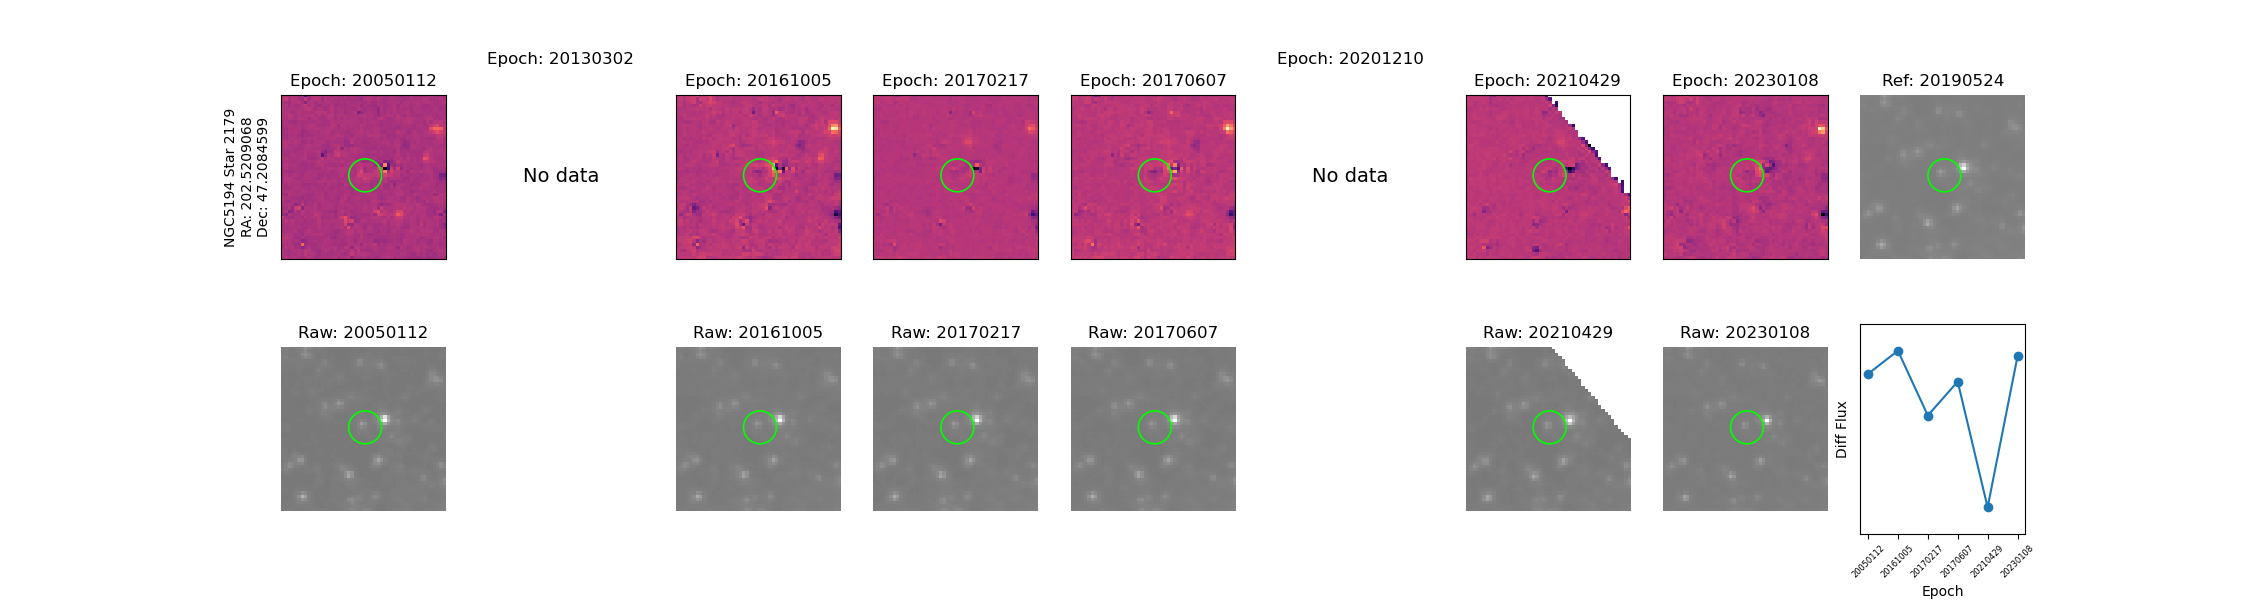 NGC5194 Star 2179
RA: 202.5209068
Dec: 47.2084599
Epoch: 20050112
Epoch: 20130302
No data
Epoch: 20161005
Epoch: 20170217
Epoch: 20170607
Epoch: 20201210
No data
Epoch: 20210429
Epoch: 20230108
Ref: 20190524
Raw: 20050112
Raw: 20161005
Raw: 20170217
Raw: 20170607
Raw: 20210429
Raw: 20230108
Diff Flux
20050112
20161005
20170217
20170607
20210429
20230108
Epoch